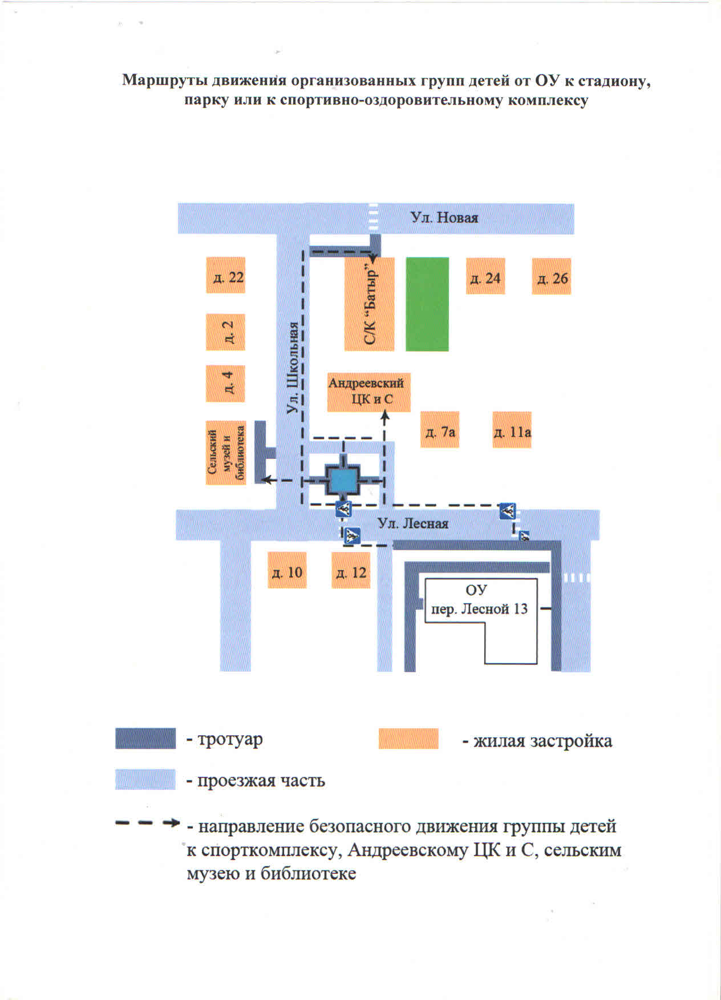 Маршруты движения организованных групп детей от ОУ к стадиону,
парку или к спортивно-оздоровительному комплексу
Ул. Новая
д. 22
С/К “Батыр”
д. 24
д. 26
д. 2
Ул. Школьная
д. 4
Андреевский
ЦК и С
Сельский
музей и
библиотека
д. 7а
д. 11а
Ул. Лесная
д. 10
д. 12
ОУ
пер. Лесной 13
- тротуар
- жилая застройка
- проезжая часть
- направление безопасного движения группы детей
к спорткомплексу, Андреевскому ЦК и С, сельским
музею и библиотеке